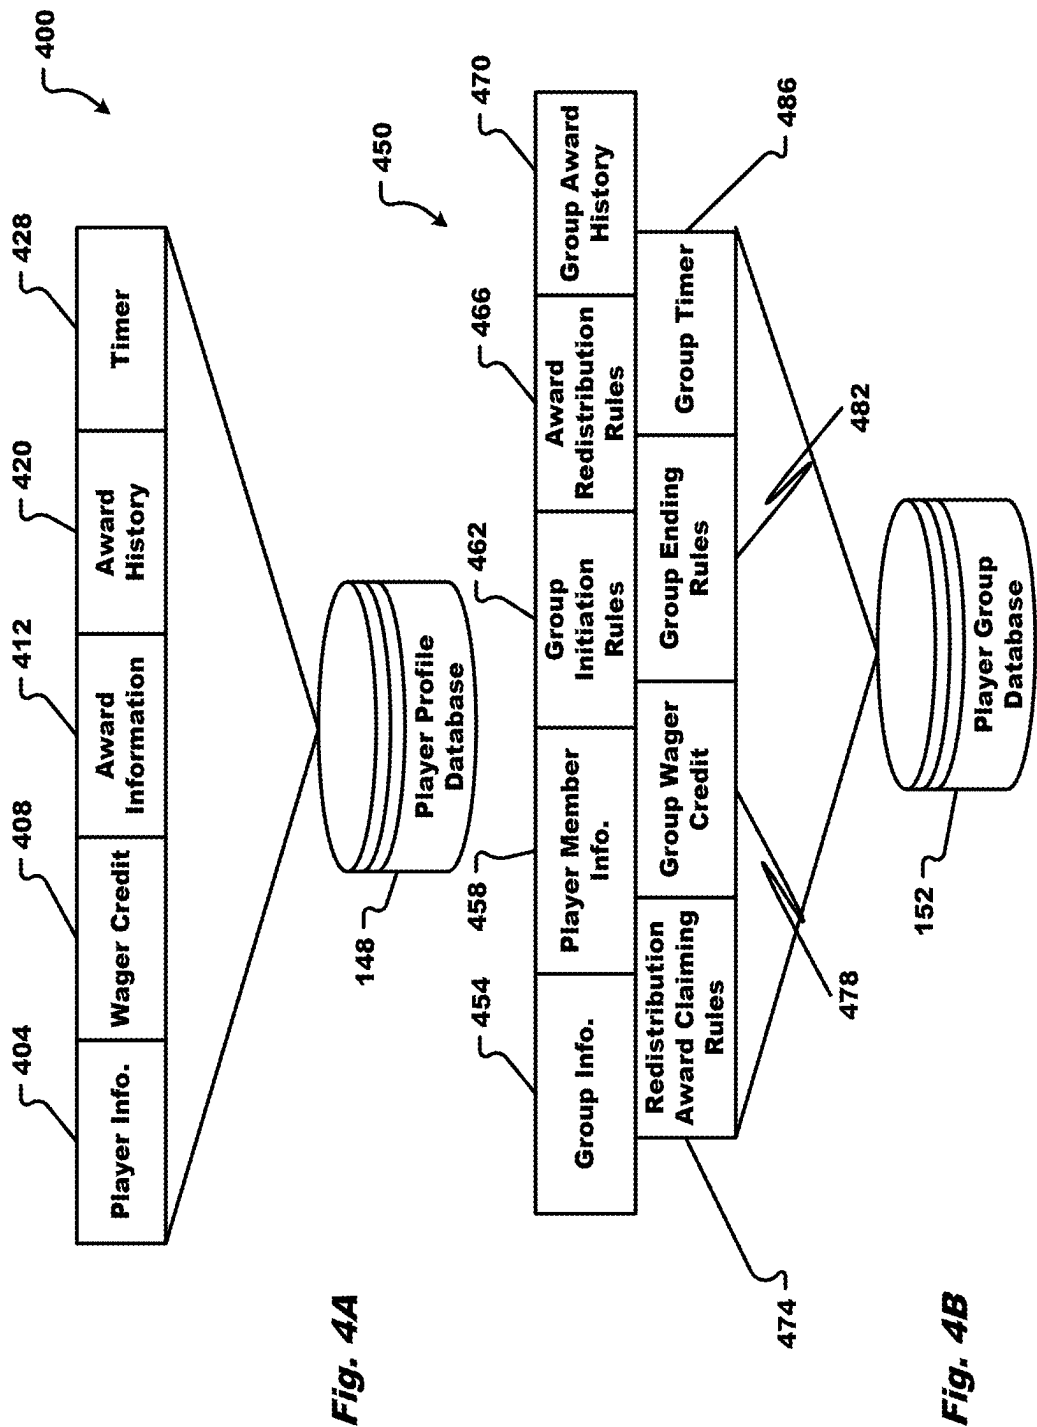 400
404
408
412
420
428
Player Info.
Wager Credit
Award
Information
Award
History
Timer
Player Profile
Database
148
Fig. 4A
450
454
458
462
466
470
Group Info.
Player Member
Info.
Group
Initiation
Rules
Award
Redistribution
Rules
Group Award
History
Redistribution
Award Claiming
Rules
Group Wager
Credit
Group Ending
Rules
Group Timer
474
478
482
486
Player Group
Database
152
Fig. 4B